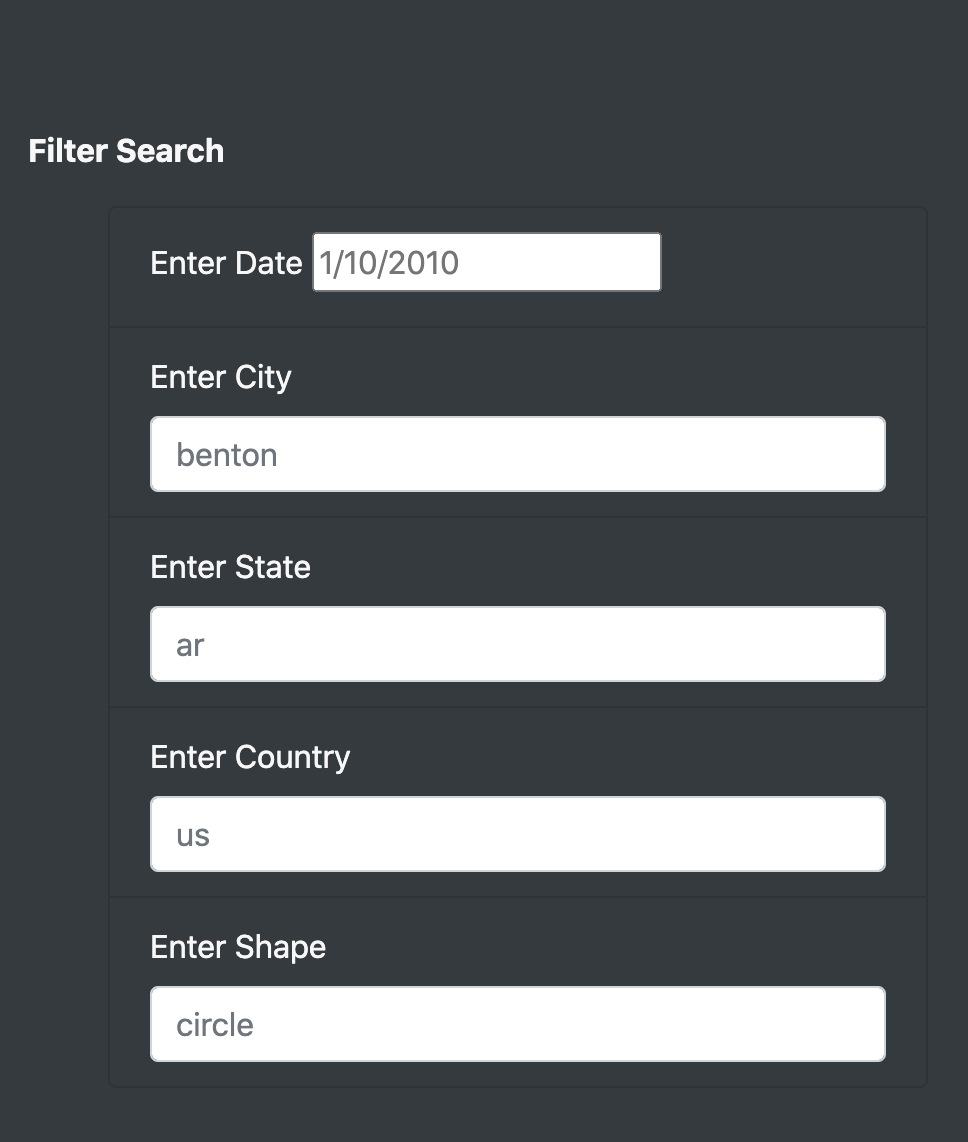 Filter Search
Enter Date 1/10/2010
Enter City
benton
Enter State
ar
Enter Country
us
Enter Shape
circle